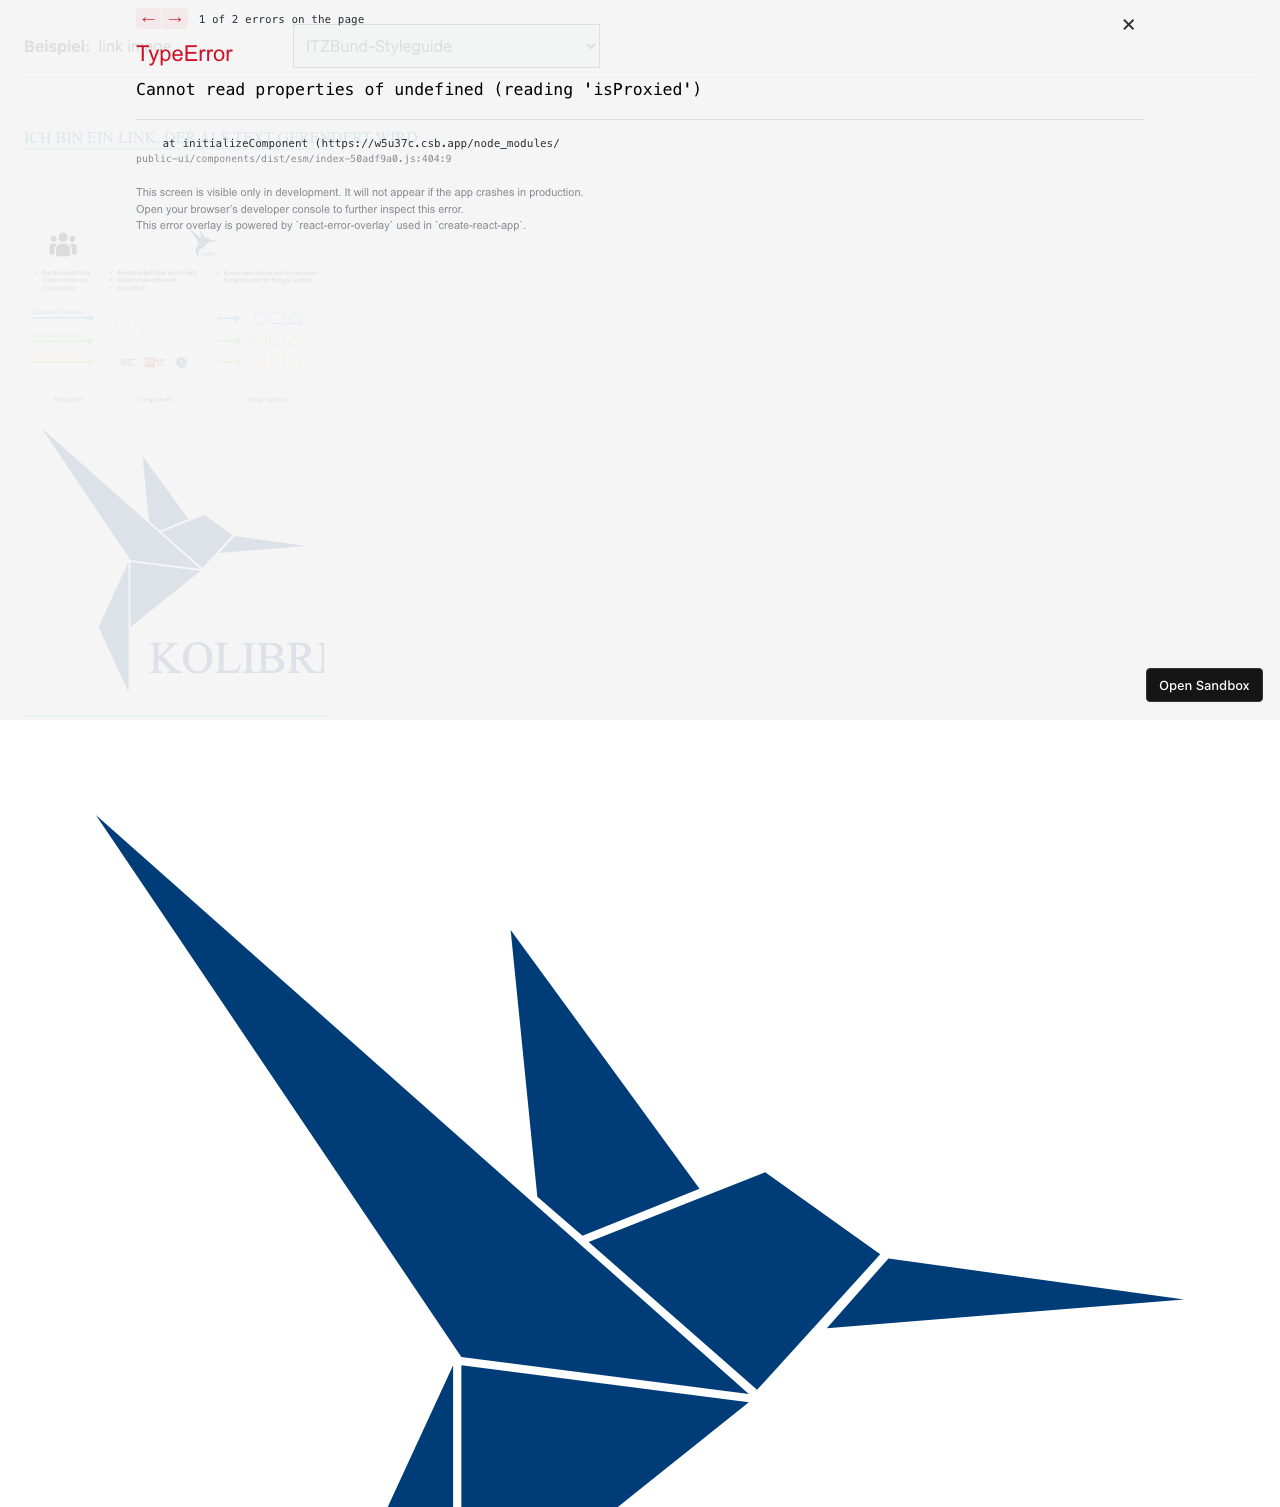 ← → 1 of 2 errors on the page
×
Beispiel: link image
ITZBund-Styleguide
TypeError
Cannot read properties of undefined (reading 'isProxied')
ICH BIN EIN LINK, DER ALS TEXT GERENDERT WIRD
at initializeComponent (https://w5u37c.csb.app/node_modules/
public-ui/components/dist/esm/index-50adf9a0.js:404:9
This screen is visible only in development. It will not appear if the app crashes in production.
Open your browser’s developer console to further inspect this error.
This error overlay is powered by `react-error-overlay` used in `create-react-app`.
KOLIBRI
Open Sandbox